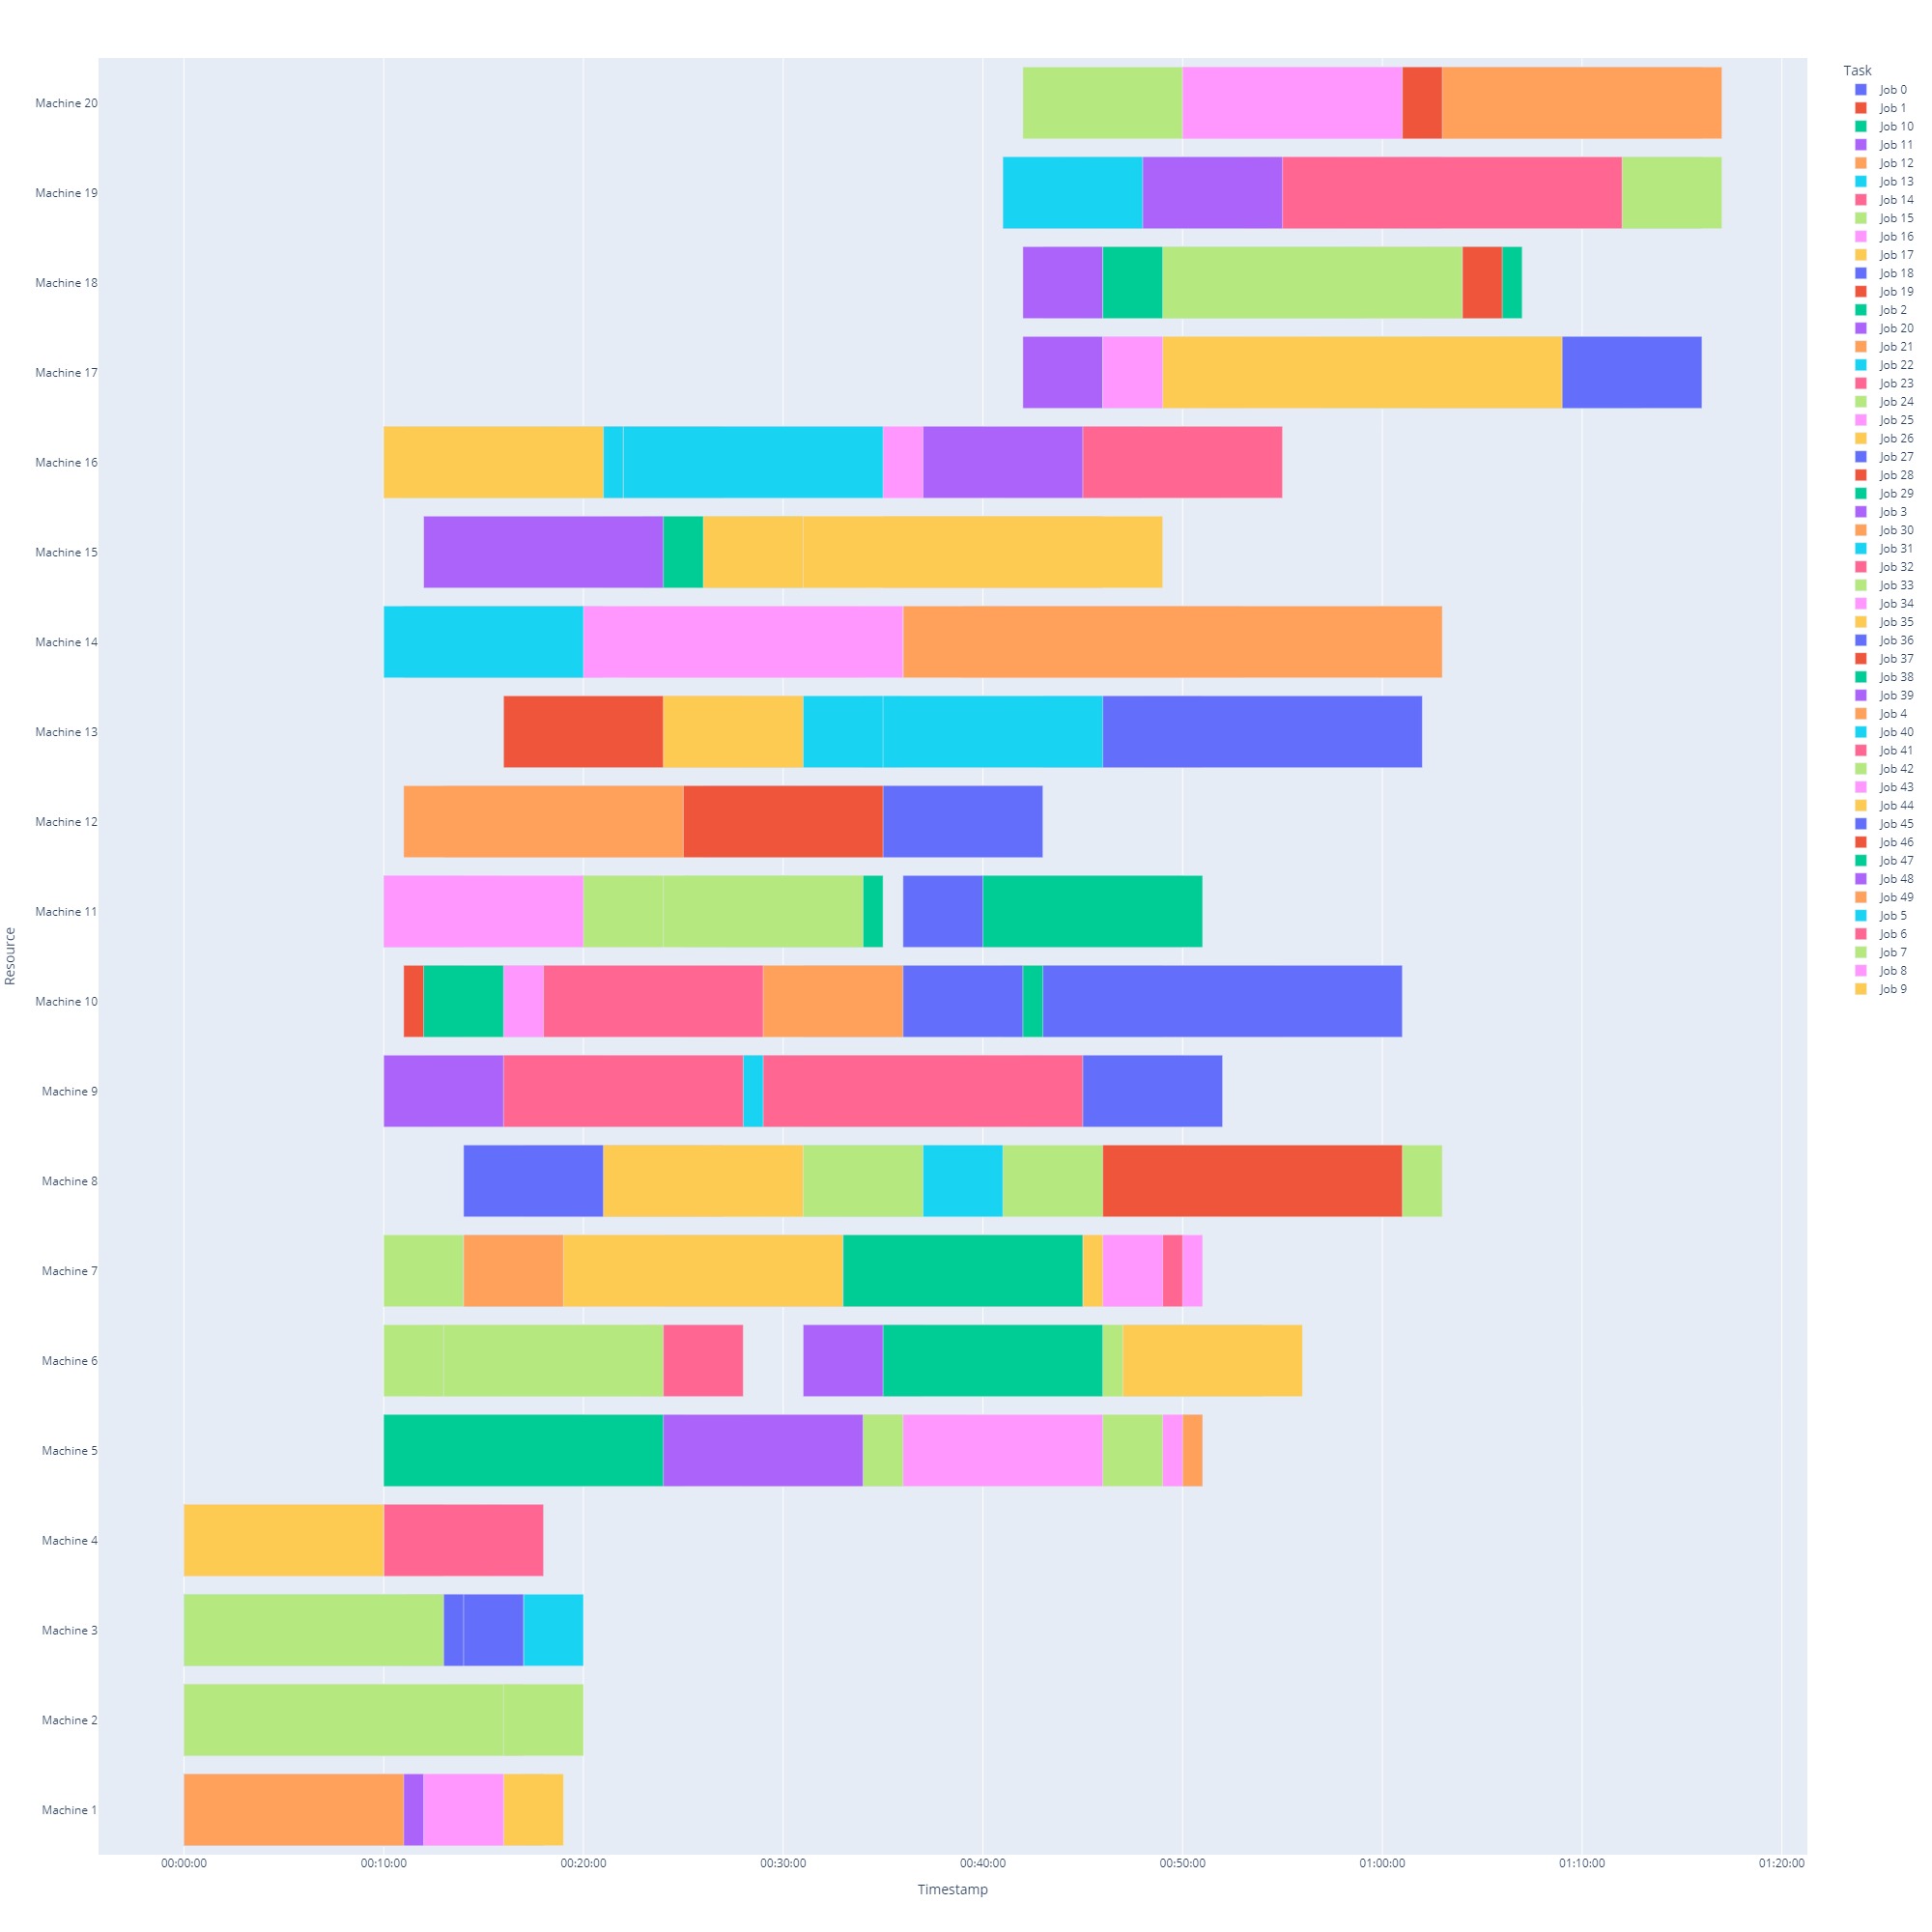 Task
Job 0
Job 1
Job 10
Job 11
Job 12
Job 13
Job 14
Job 15
Job 16
Job 17
Job 18
Job 19
Job 2
Job 20
Job 21
Job 22
Job 23
Job 24
Job 25
Job 26
Job 27
Job 28
Job 29
Job 3
Job 30
Job 31
Job 32
Job 33
Job 34
Job 35
Job 36
Job 37
Job 38
Job 39
Job 4
Job 40
Job 41
Job 42
Job 43
Job 44
Job 45
Job 46
Job 47
Job 48
Job 49
Job 5
Job 6
Job 7
Job 8
Job 9
Resource
Machine 20
Machine 19
Machine 18
Machine 17
Machine 16
Machine 15
Machine 14
Machine 13
Machine 12
Machine 11
Machine 10
Machine 9
Machine 8
Machine 7
Machine 6
Machine 5
Machine 4
Machine 3
Machine 2
Machine 1
00:00:00 00:10:00 00:20:00 00:30:00 00:40:00 00:50:00 01:00:00 01:10:00 01:20:00
Timestamp